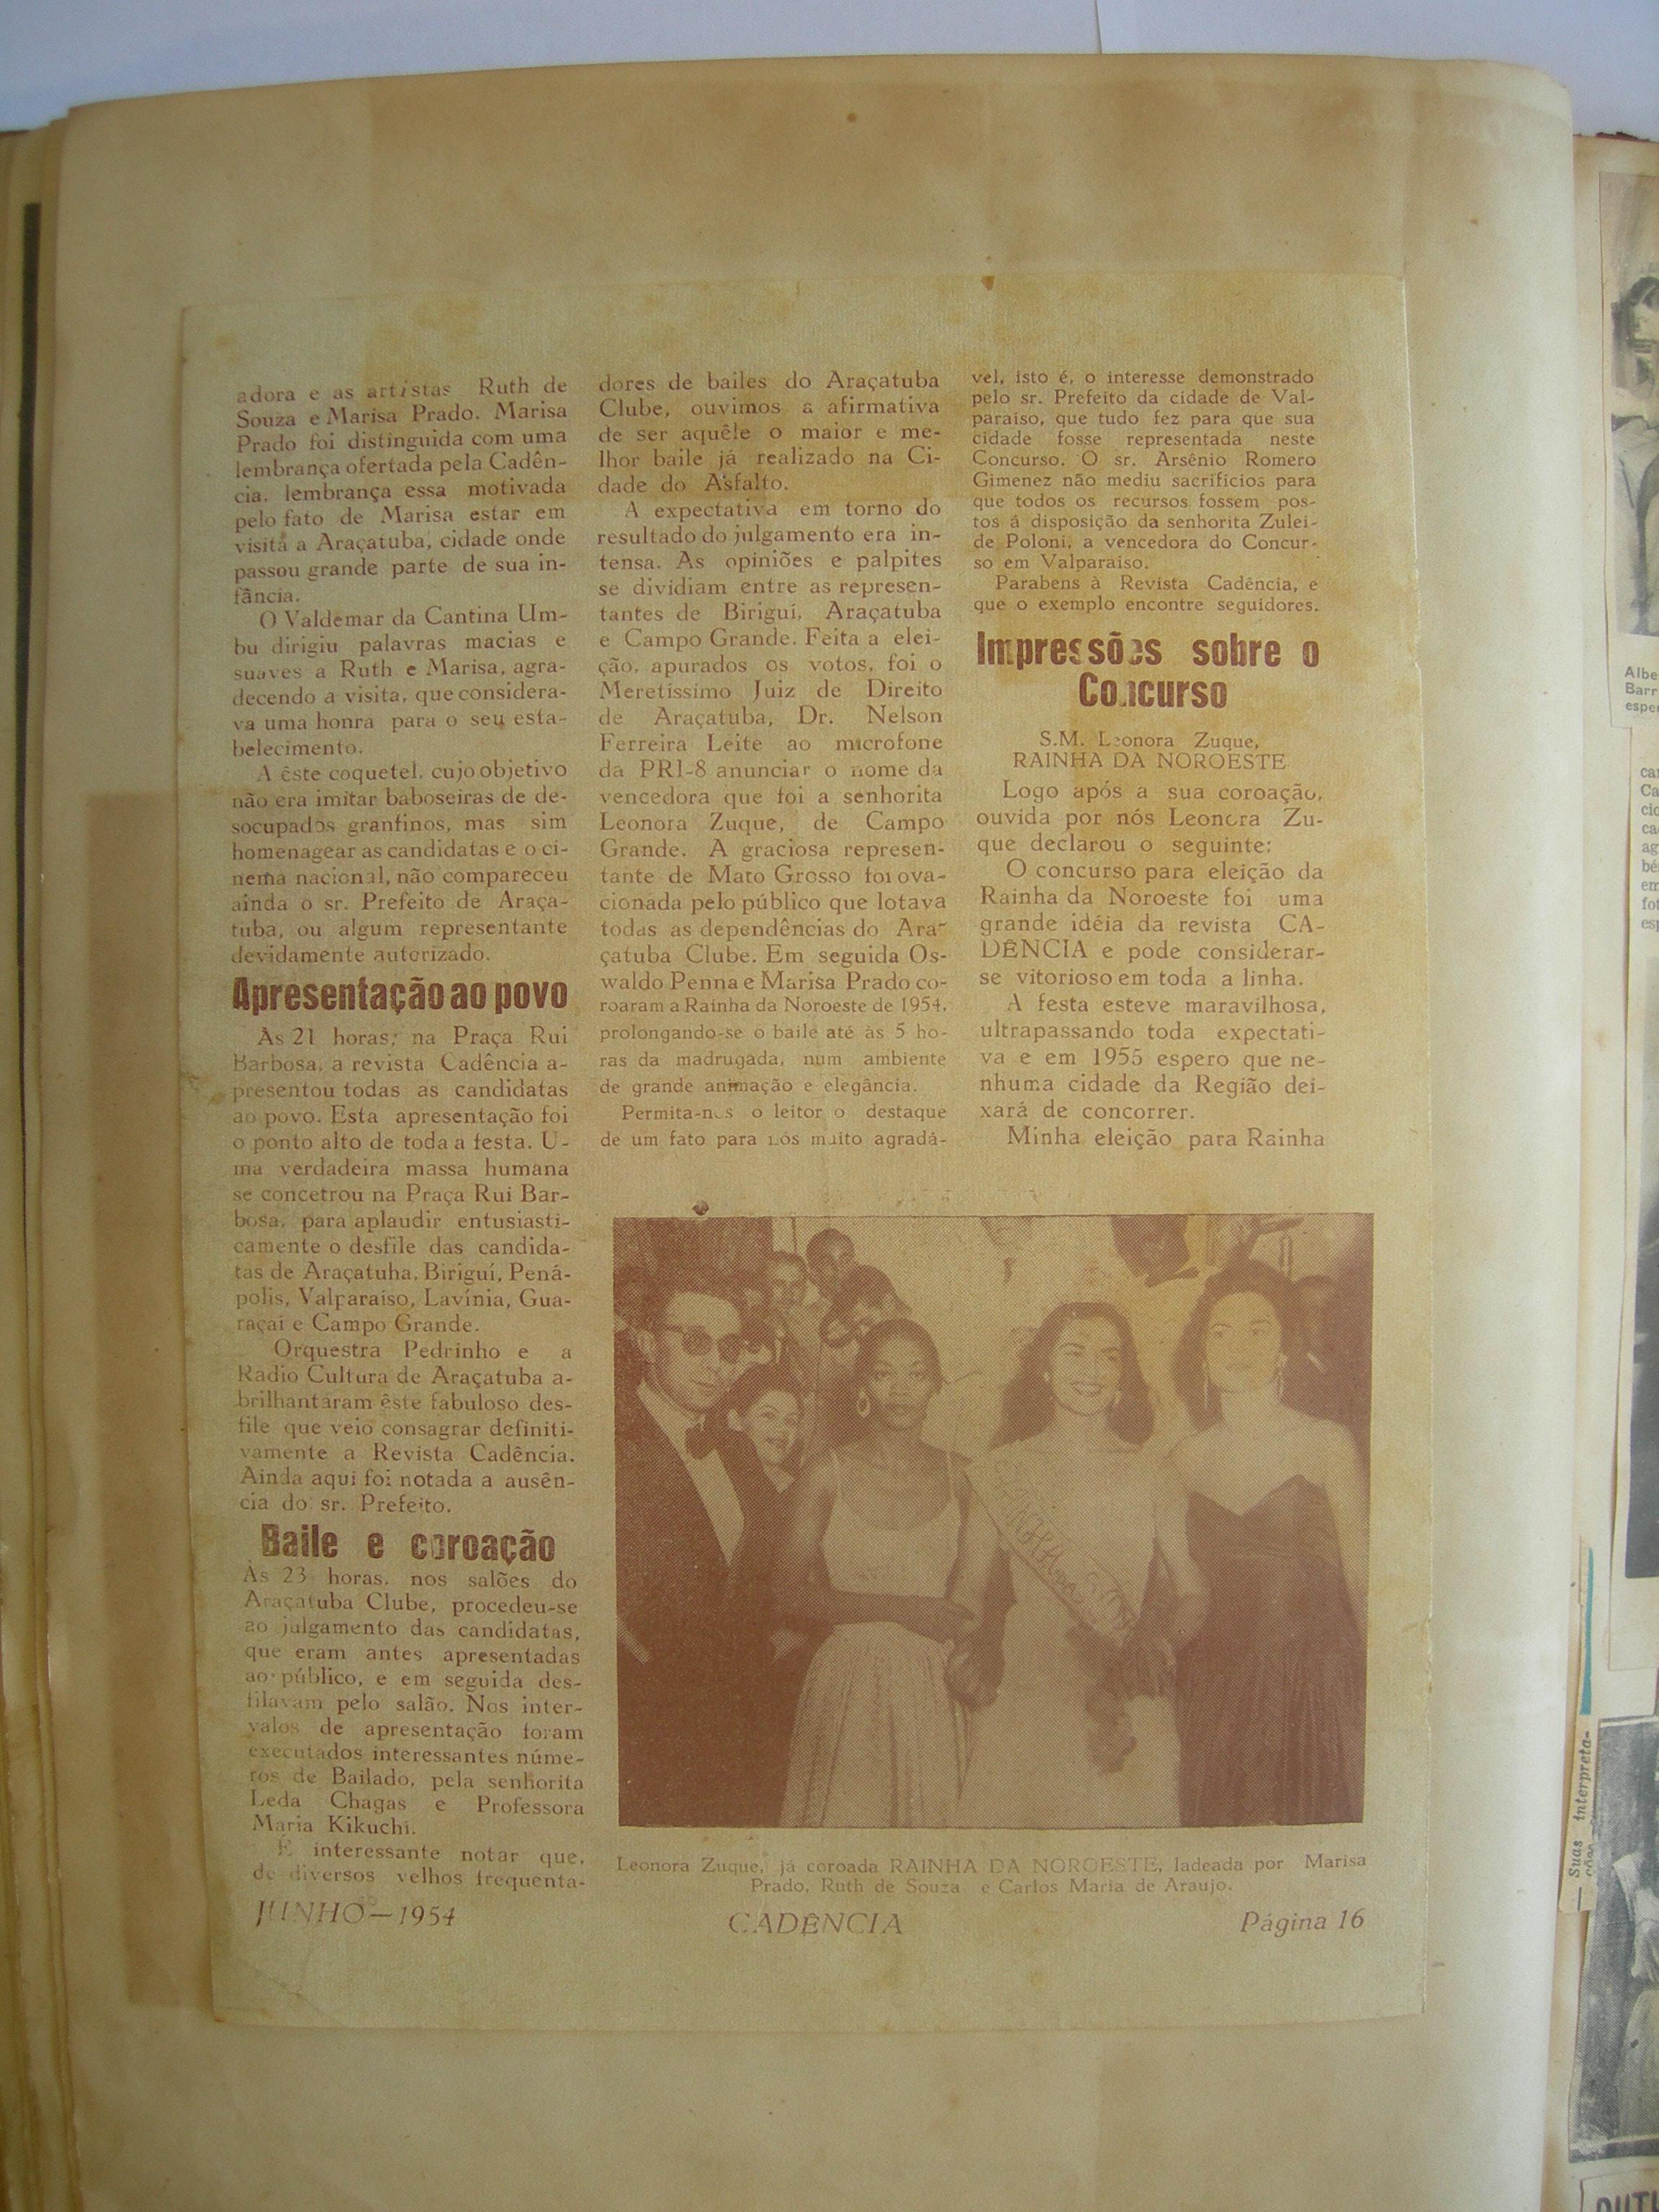 adora e as artistas Ruth de
Souza e Marisa Prado. Marisa
Prado foi distinguida com uma
lembrança ofertada pela Cadên-
cia, lembrança essa motivada
pelo fato de Marisa estar em
visita a Araçatuba, cidade onde
passou grande parte de sua in-
fância.
O Valdemar da Cantina Um-
bu dirigiu palavras macias e
suaves a Ruth e Marisa, agra-
decendo a visita, que considera-
va uma honra para o seu esta-
belecimento.
A êste coquetel, cujo objetivo
não era imitar baboseiras de de-
socupados granfinos, mas sim
homenagear as candidatas e o ci-
nema nacional, não compareceu
ainda o sr. Prefeito de Araça-
tuba, ou algum representante
devidamente autorizado.
Apresentação ao povo
Às 21 horas, na Praça Rui
Barbosa, a revista Cadência a-
presentou todas as candidatas
ao povo. Esta apresentação foi
o ponto alto de toda a festa. U-
ma verdadeira massa humana
se concetrou na Praça Rui Bar-
bosa, para aplaudir entusiasti-
camente o desfile das candida-
tas de Araçatuha, Biriguí, Pená-
polis, Valparaíso, Lavínia, Gua-
raçaí e Campo Grande.
Orquestra Pedrinho e a
Radio Cultura de Araçatuba a-
brilhantaram êste fabuloso des-
file que veio consagrar definiti-
vamente a Revista Cadência.
Ainda aqui foi notada a ausên-
cia do sr. Prefeito.
Baile e coroação
Às 23 horas, nos salões do
Araçatuba Clube, procedeu-se
ao julgamento das candidatas,
que eram antes apresentadas
ao público, e em seguida des-
filavam pelo salão. Nos inter-
valos de apresentação foram
executados interessantes núme-
ros de Bailado, pela senhorita
Leda Chagas e Professora
Maria Kikuchi.
É interessante notar que,
de diversos velhos frequenta-
dores de bailes do Araçatuba
Clube, ouvimos a afirmativa
de ser aquêle o maior e me-
lhor baile já realizado na Ci-
dade do Asfalto.
A expectativa em torno do
resultado do julgamento era in-
tensa. As opiniões e palpites
se dividiam entre as represen-
tantes de Biriguí, Araçatuba
e Campo Grande. Feita a elei-
ção, apurados os votos, foi o
Meretíssimo Juiz de Direito
de Araçatuba, Dr. Nelson
Ferreira Leite ao microfone
da PRI-8 anunciar o nome da
vencedora que foi a senhorita
Leonora Zuque, de Campo
Grande. A graciosa represen-
tante de Mato Grosso foi ova-
cionada pelo público que lotava
todas as dependências do Ara-
çatuba Clube. Em seguida Os-
waldo Penna e Marisa Prado co-
roaram a Rainha da Noroeste de 1954,
prolongando-se o baile até às 5 ho-
ras da madrugada, num ambiente
de grande animação e elegância.
Permita-nos o leitor o destaque
de um fato para nós muito agradá-
vel, isto é, o interesse demonstrado
pelo sr. Prefeito da cidade de Val-
paraiso, que tudo fez para que sua
cidade fosse representada neste
Concurso. O sr. Arsênio Romero
Gimenez não mediu sacrificios para
que todos os recursos fossem pos-
tos á disposição da senhorita Zulei-
de Poloni, a vencedora do Concur-
so em Valparaiso.
Parabens à Revista Cadência, e
que o exemplo encontre seguidores.
Impressões sobre o
Concurso
S.M. Leonora Zuque,
RAINHA DA NOROESTE
Logo após a sua coroação,
ouvida por nós Leonora Zu-
que declarou o seguinte:
O concurso para eleição da
Rainha da Noroeste foi uma
grande idéia da revista CA-
DÊNCIA e pode considerar-
se vitorioso em toda a linha.
A festa esteve maravilhosa,
ultrapassando toda expectati-
va e em 1955 espero que ne-
nhuma cidade da Região dei-
xará de concorrer.
Minha eleição para Rainha
Leonora Zuque, já coroada RAINHA DA NOROESTE, ladeada por Marisa
Prado, Ruth de Souza e Carlos Maria de Araujo.
JUNHO—1954 CADÊNCIA Página 16
Albe
Barr
espe
— Suas interpreta-